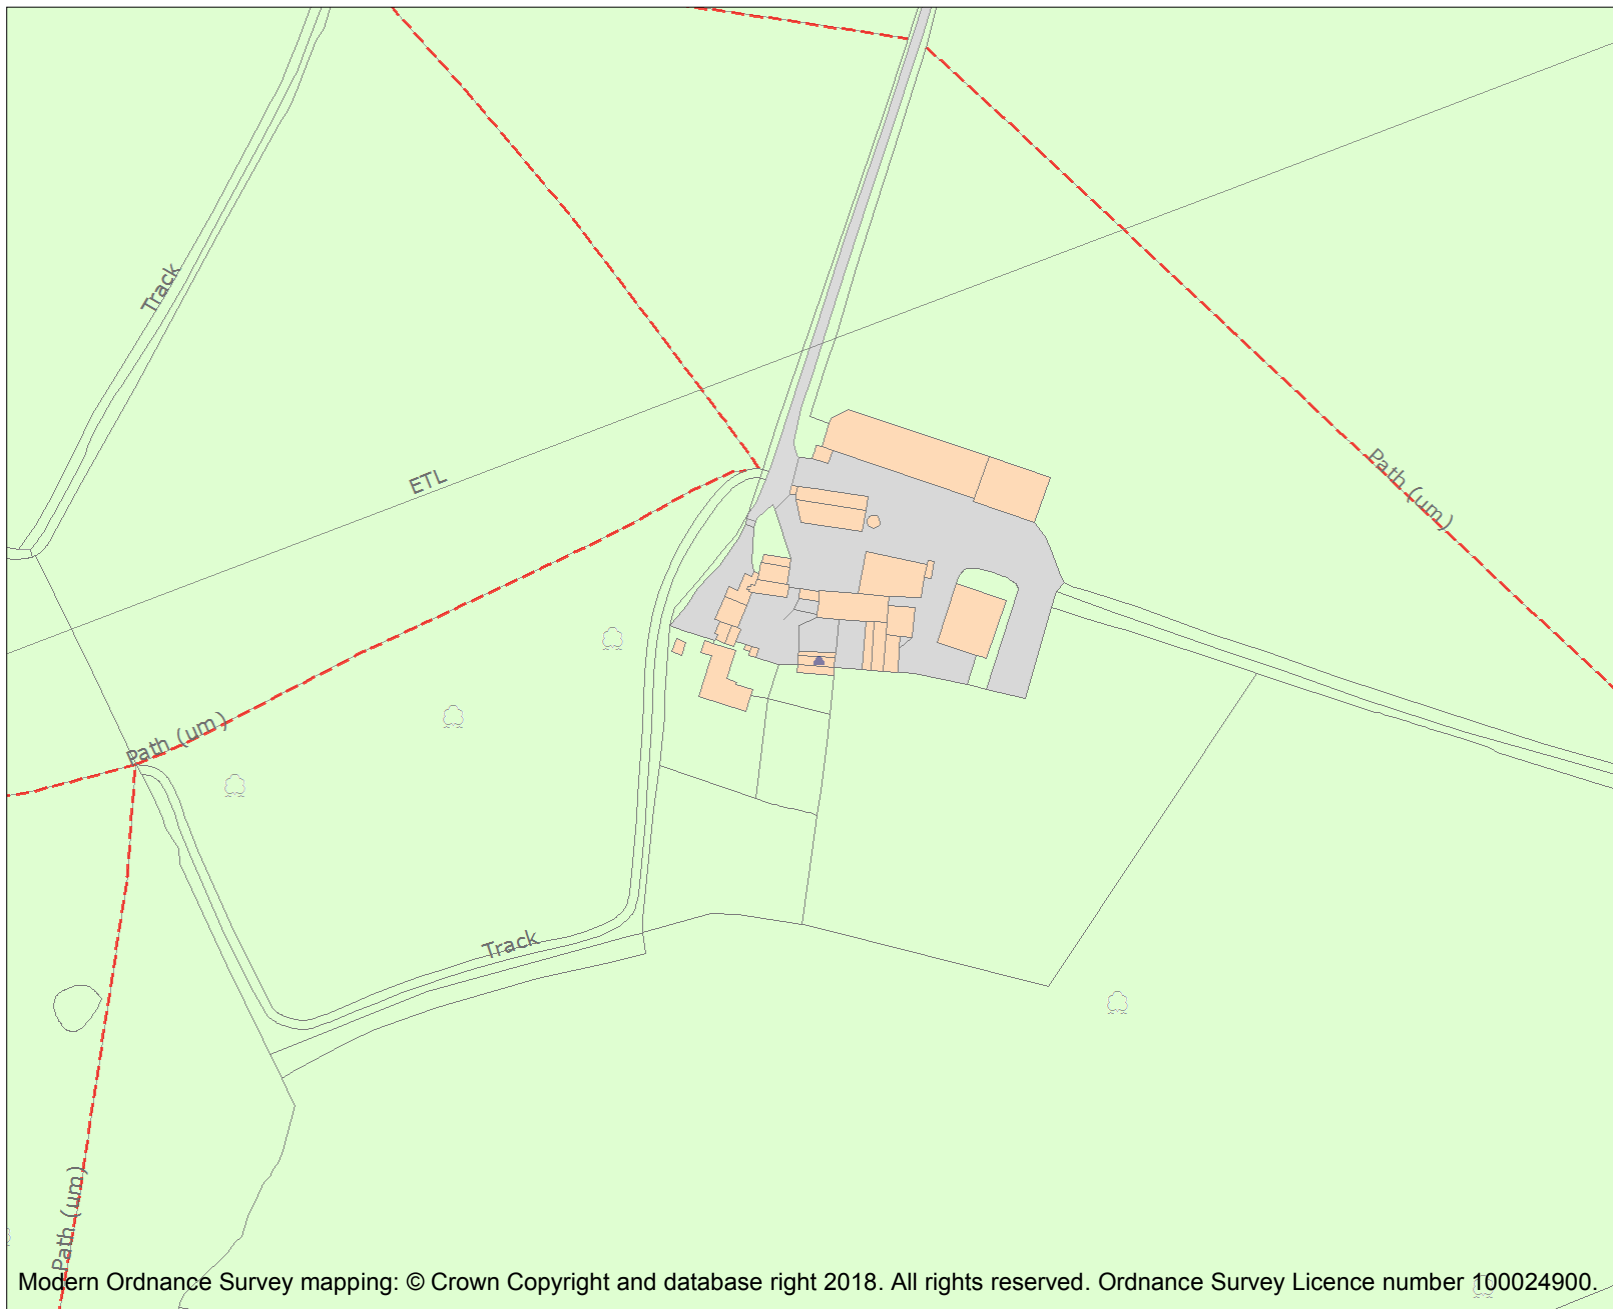 Track
ETL
Path (um)
Path (um)
Track
Path (um)
Modern Ordnance Survey mapping: © Crown Copyright and database right 2018. All rights reserved. Ordnance Survey Licence number 100024900.